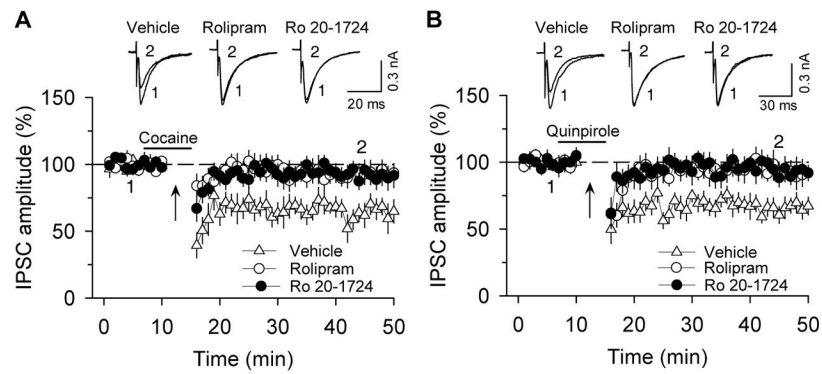 A
Vehicle Rolipram Ro 20-1724
2 2 2
1 1 1
0.3 nA
20 ms
IPSC amplitude (%)
150
100
50
0
Cocaine
1
2
Vehicle
Rolipram
Ro 20-1724
0 10 20 30 40 50
Time (min)
B
Vehicle Rolipram Ro 20-1724
2 2 2
1 1 1
0.3 nA
30 ms
IPSC amplitude (%)
150
100
50
0
Quinpirole
1
2
Vehicle
Rolipram
Ro 20-1724
0 10 20 30 40 50
Time (min)